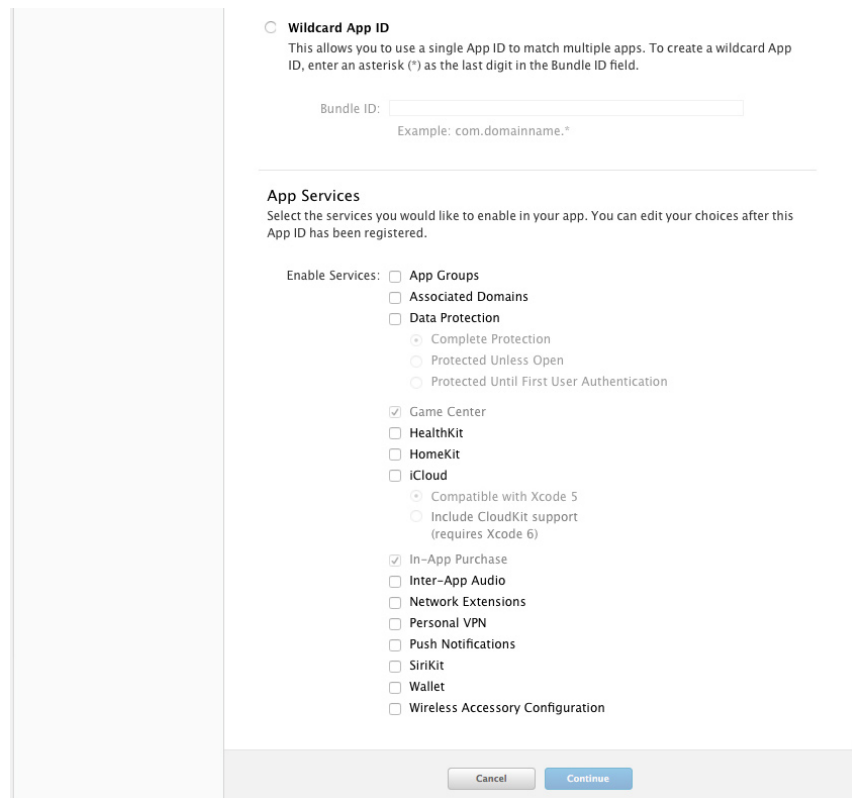 Wildcard App ID
This allows you to use a single App ID to match multiple apps. To create a wildcard App
ID, enter an asterisk (*) as the last digit in the Bundle ID field.
Bundle ID:
Example: com.domainname.*
App Services
Select the services you would like to enable in your app. You can edit your choices after this
App ID has been registered.
Enable Services: App Groups
Associated Domains
Data Protection
Complete Protection
Protected Unless Open
Protected Until First User Authentication
Game Center
HealthKit
HomeKit
iCloud
Compatible with Xcode 5
Include CloudKit support
(requires Xcode 6)
In-App Purchase
Inter-App Audio
Network Extensions
Personal VPN
Push Notifications
SiriKit
Wallet
Wireless Accessory Configuration
Cancel Continue